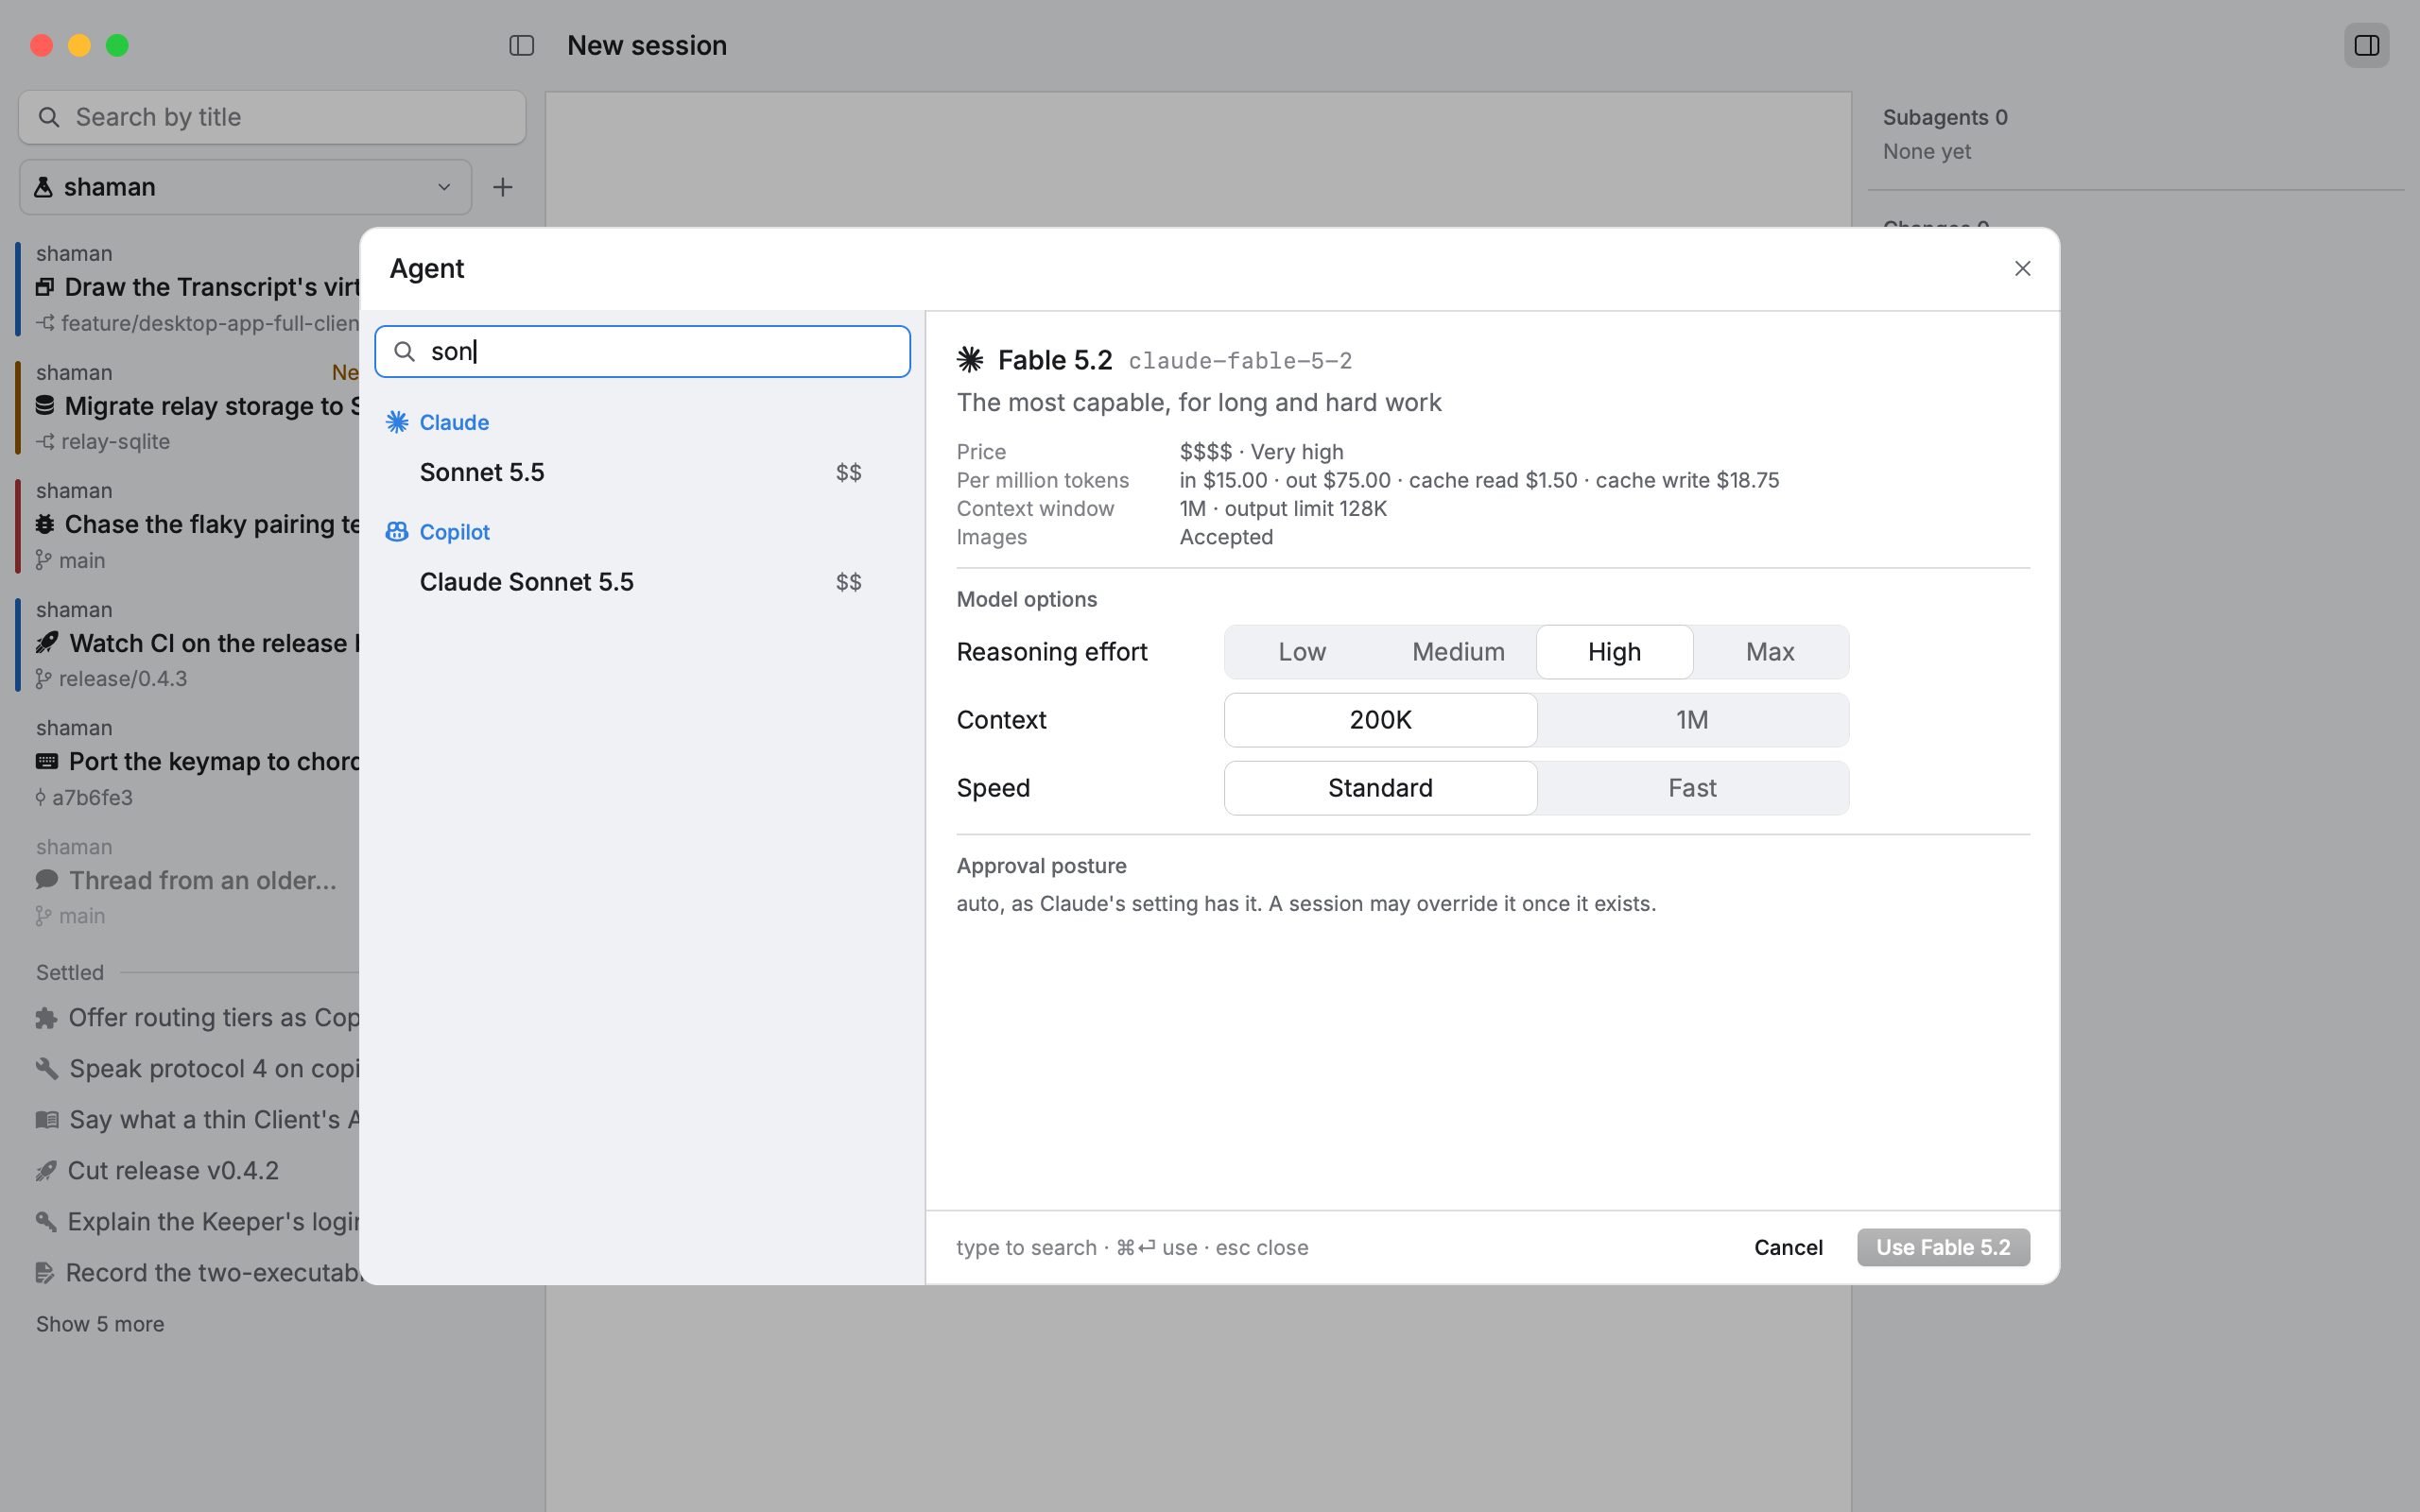 New session
Search by title
shaman
shaman
Draw the Transcript's virt
feature/desktop-app-full-clien
shaman
Ne
Migrate relay storage to S
relay-sqlite
shaman
Chase the flaky pairing te
main
shaman
Watch CI on the release b
release/0.4.3
shaman
Port the keymap to chord
a7b6fe3
shaman
Thread from an older...
main
Settled
Offer routing tiers as Cop
Speak protocol 4 on copi
Say what a thin Client's A
Cut release v0.4.2
Explain the Keeper's login
Record the two-executabl
Show 5 more
Agent
son
Claude
Sonnet 5.5 $$
Copilot
Claude Sonnet 5.5 $$
Fable 5.2 claude-fable-5-2
The most capable, for long and hard work
Price $$$$ · Very high
Per million tokens in $15.00 · out $75.00 · cache read $1.50 · cache write $18.75
Context window 1M · output limit 128K
Images Accepted
Model options
Reasoning effort Low Medium High Max
Context 200K 1M
Speed Standard Fast
Approval posture
auto, as Claude's setting has it. A session may override it once it exists.
type to search · ⌘↩ use · esc close
Cancel
Use Fable 5.2
Subagents 0
None yet
Changes 0